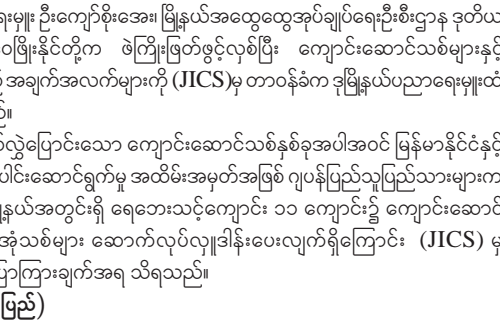 ရေးမှူး ဦးကျော်စိုးအေး၊ မြို့နယ်အထွေထွေအုပ်ချုပ်ရေးဦးစီးဌာန ဒုတိယ
ဝဖြိုးနိုင်တို့က ဖဲကြိုးဖြတ်ဖွင့်လှစ်ပြီး ကျောင်းဆောင်သစ်များနှင့်
အချက်အလက်များကို (JICS)မှ တာဝန်ခံက ဒုမြို့နယ်ပညာရေးမှူးထံ
ည်။
လွှဲပြောင်းသော ကျောင်းဆောင်သစ်နှစ်ခုအပါအဝင် မြန်မာနိုင်ငံနှင့်
ပေါင်းဆောင်ရွက်မှု အထိမ်းအမှတ်အဖြစ် ဂျပန်ပြည်သူပြည်သားများက
မြို့နယ်အတွင်းရှိ ရေဘေးသင့်ကျောင်း ၁၁ ကျောင်း၌ ကျောင်းဆောင်
အုံသစ်များ ဆောက်လုပ်လှူဒါန်းပေးလျက်ရှိကြောင်း (JICS) မှ
ပြောကြားချက်အရ သိရသည်။
ပြည်)